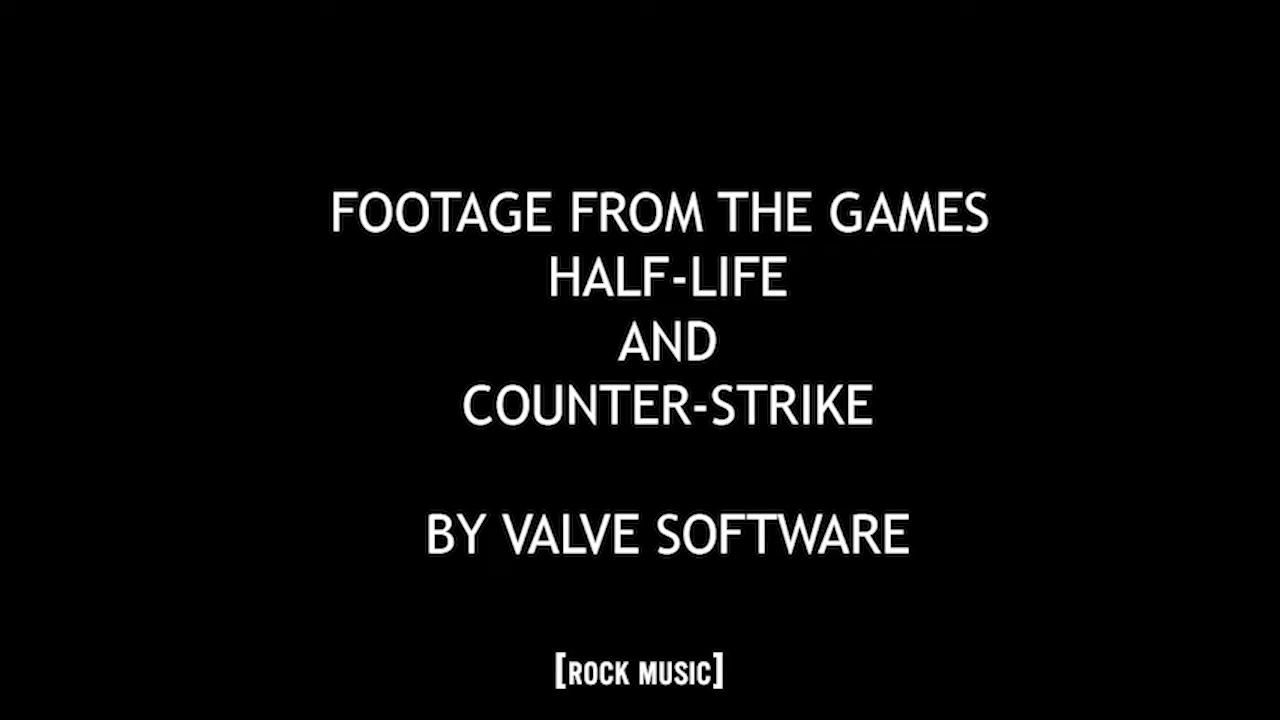 FOOTAGE FROM THE GAMES
HALF-LIFE
AND
COUNTER-STRIKE
BY VALVE SOFTWARE
[ROCK MUSIC]